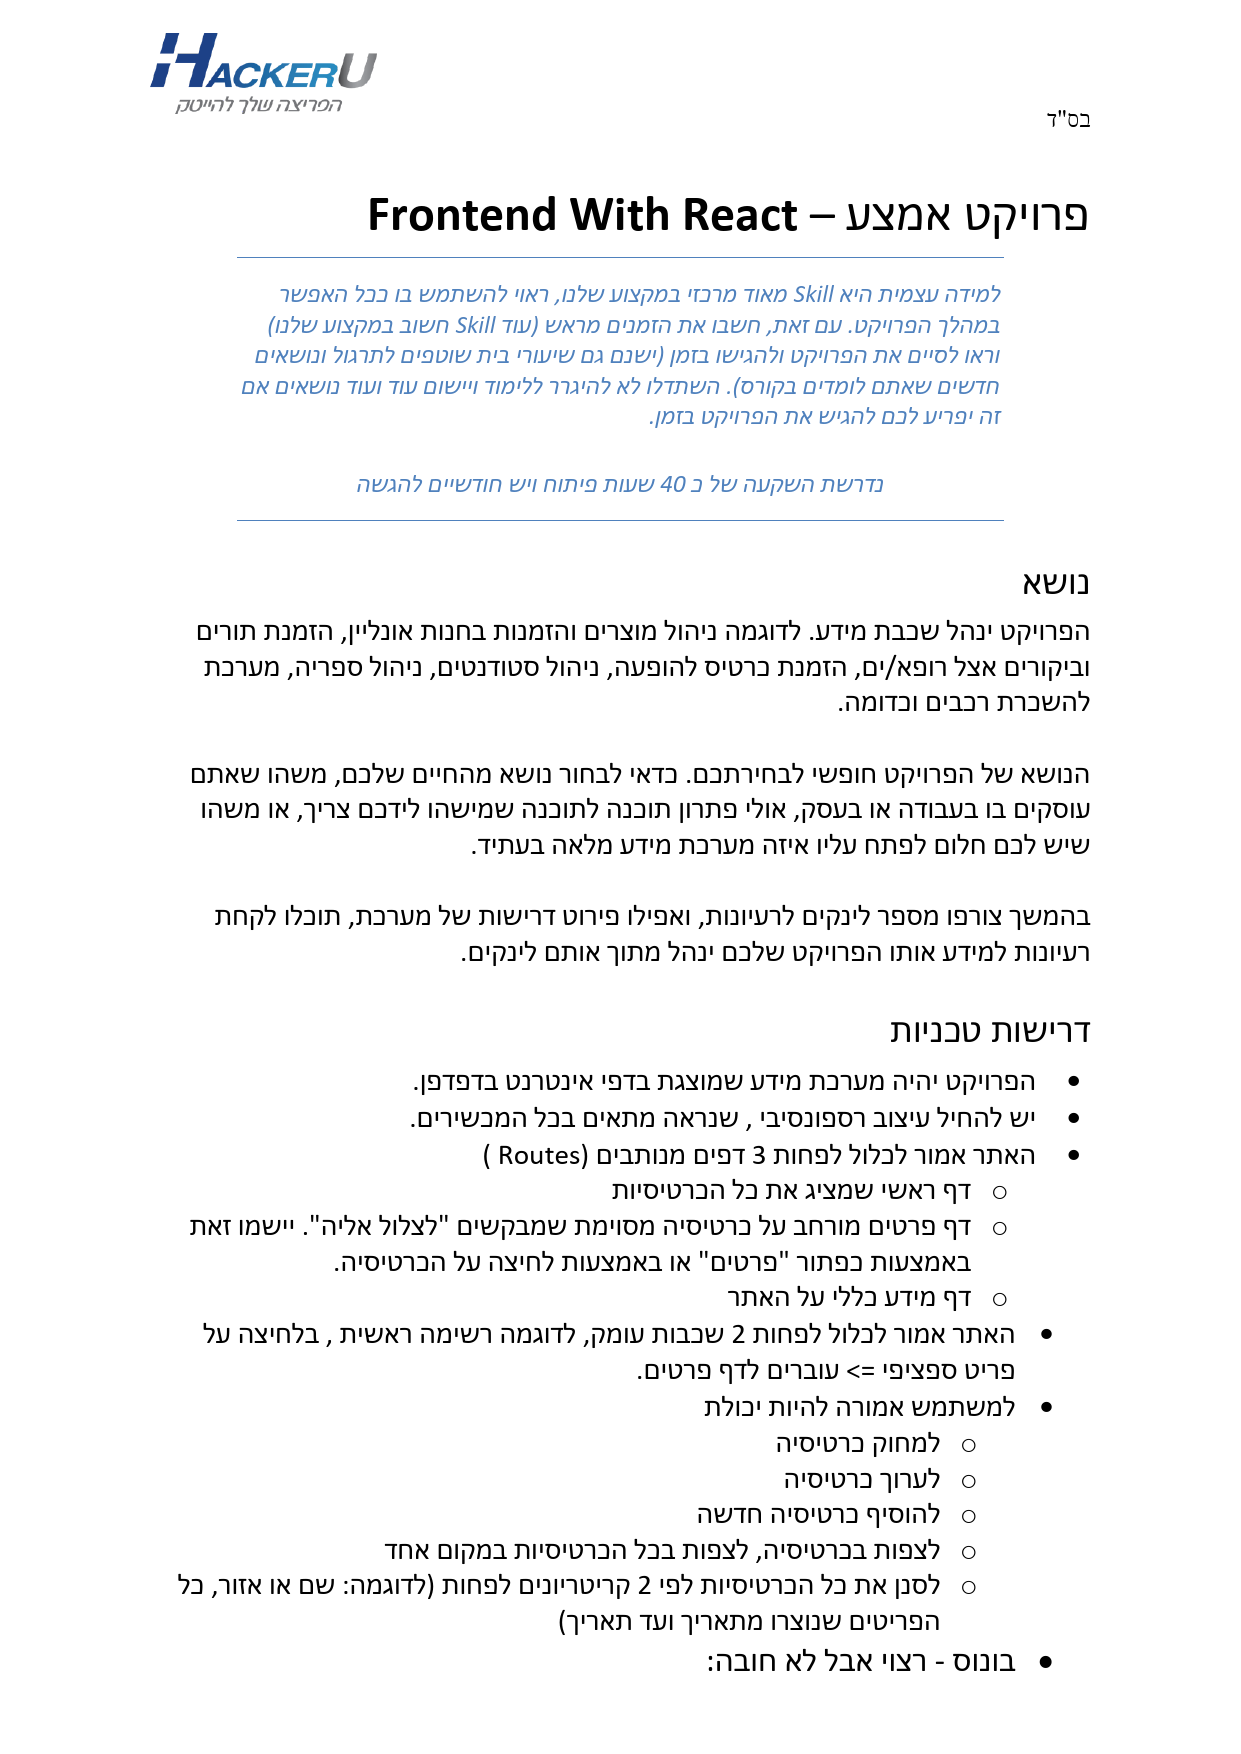 HACKERU
הפריצה שלך להייטק
בס"ד
פרויקט אמצע – Frontend With React
למידה עצמית היא Skill מאוד מרכזי במקצוע שלנו, ראוי להשתמש בו ככל האפשר
במהלך הפרויקט. עם זאת, חשבו את הזמנים מראש (עוד Skill חשוב במקצוע שלנו)
וראו לסיים את הפרויקט ולהגישו בזמן (ישנם גם שיעורי בית שוטפים לתרגול ונושאים
חדשים שאתם לומדים בקורס). השתדלו לא להיגרר ללימוד ויישום עוד ועוד נושאים אם
זה יפריע לכם להגיש את הפרויקט בזמן.
נדרשת השקעה של כ 40 שעות פיתוח ויש חודשיים להגשה
נושא
הפרויקט ינהל שכבת מידע. לדוגמה ניהול מוצרים והזמנות בחנות אונליין, הזמנת תורים
וביקורים אצל רופא/ים, הזמנת כרטיס להופעה, ניהול סטודנטים, ניהול ספריה, מערכת
להשכרת רכבים וכדומה.
הנושא של הפרויקט חופשי לבחירתכם. כדאי לבחור נושא מהחיים שלכם, משהו שאתם
עוסקים בו בעבודה או בעסק, אולי פתרון תוכנה לתוכנה שמישהו לידכם צריך, או משהו
שיש לכם חלום לפתח עליו איזה מערכת מידע מלאה בעתיד.
בהמשך צורפו מספר לינקים לרעיונות, ואפילו פירוט דרישות של מערכת, תוכלו לקחת
רעיונות למידע אותו הפרויקט שלכם ינהל מתוך אותם לינקים.
דרישות טכניות
• הפרויקט יהיה מערכת מידע שמוצגת בדפי אינטרנט בדפדפן.
• יש להחיל עיצוב רספונסיבי , שנראה מתאים בכל המכשירים.
• האתר אמור לכלול לפחות 3 דפים מנותבים (Routes )
o דף ראשי שמציג את כל הכרטיסיות
o דף פרטים מורחב על כרטיסיה מסוימת שמבקשים "לצלול אליה". יישמו זאת
באמצעות כפתור "פרטים" או באמצעות לחיצה על הכרטיסיה.
o דף מידע כללי על האתר
• האתר אמור לכלול לפחות 2 שכבות עומק, לדוגמה רשימה ראשית , בלחיצה על
פריט ספציפי => עוברים לדף פרטים.
• למשתמש אמורה להיות יכולת
o למחוק כרטיסיה
o לערוך כרטיסיה
o להוסיף כרטיסיה חדשה
o לצפות בכרטיסיה, לצפות בכל הכרטיסיות במקום אחד
o לסנן את כל הכרטיסיות לפי 2 קריטריונים לפחות (לדוגמה: שם או אזור, כל
הפריטים שנוצרו מתאריך ועד תאריך)
• בונוס - רצוי אבל לא חובה: